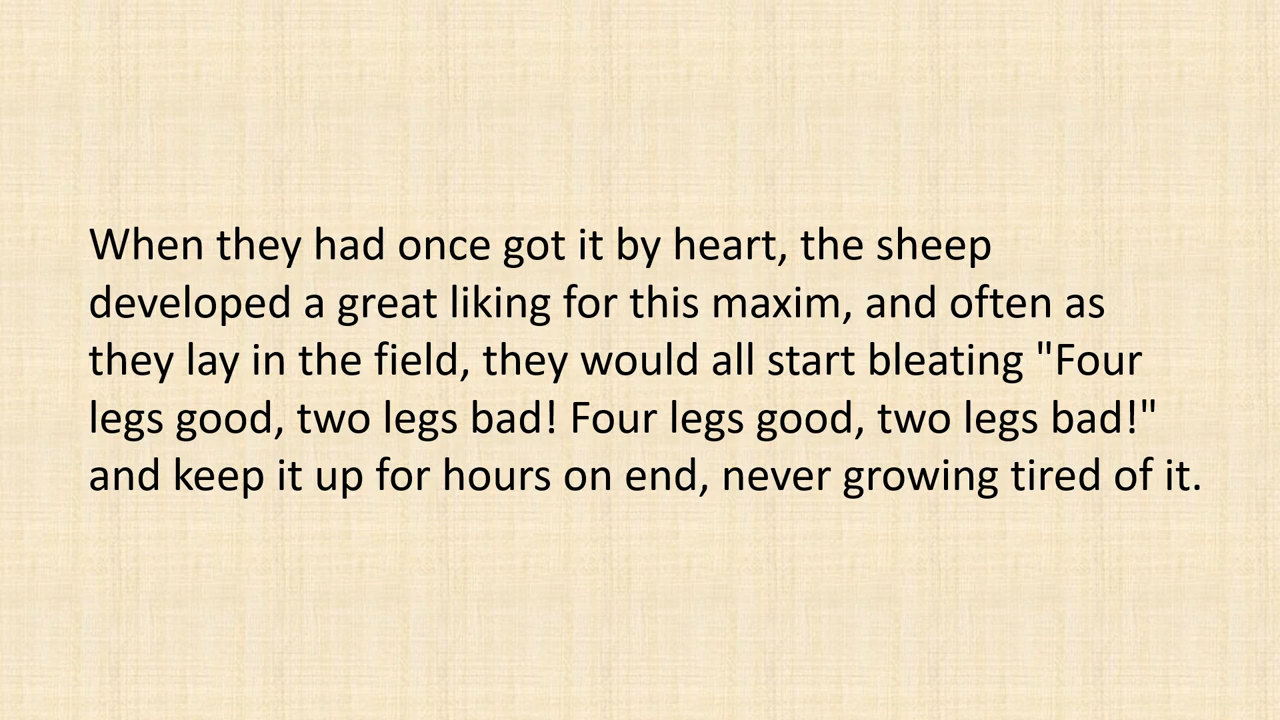 When they had once got it by heart, the sheep
developed a great liking for this maxim, and often as
they lay in the field, they would all start bleating "Four
legs good, two legs bad! Four legs good, two legs bad!"
and keep it up for hours on end, never growing tired of it.